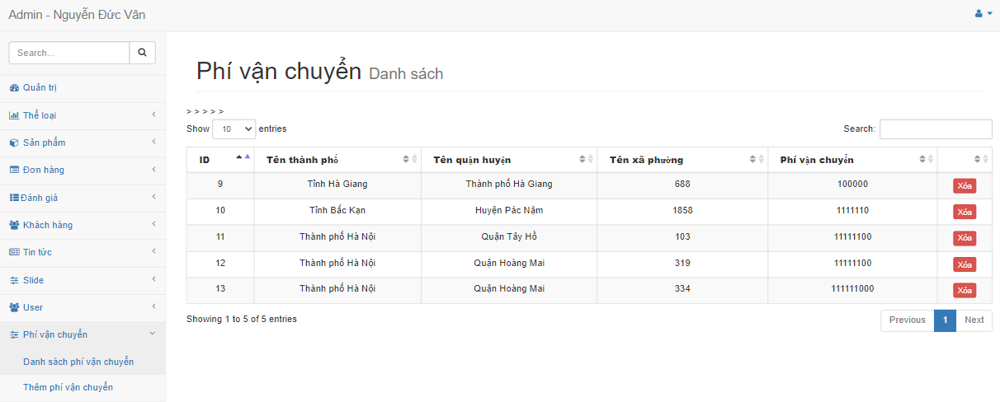 Admin - Nguyễn Đức Vân
Search...
Quản trị
Thể loại
Sản phẩm
Đơn hàng
Đánh giá
Khách hàng
Tin tức
Slide
User
Phí vận chuyển
Danh sách phí vận chuyển
Thêm phí vận chuyển
Phí vận chuyển Danh sách
> > > > >
Show 10 entries Search:
ID Tên thành phố Tên quận huyện Tên xã phường Phí vận chuyển
9 Tỉnh Hà Giang Thành phố Hà Giang 688 100000 Xóa
10 Tỉnh Bắc Kạn Huyện Pác Nặm 1858 1111110 Xóa
11 Thành phố Hà Nội Quận Tây Hồ 103 11111100 Xóa
12 Thành phố Hà Nội Quận Hoàng Mai 319 11111100 Xóa
13 Thành phố Hà Nội Quận Hoàng Mai 334 111111000 Xóa
Showing 1 to 5 of 5 entries Previous 1 Next